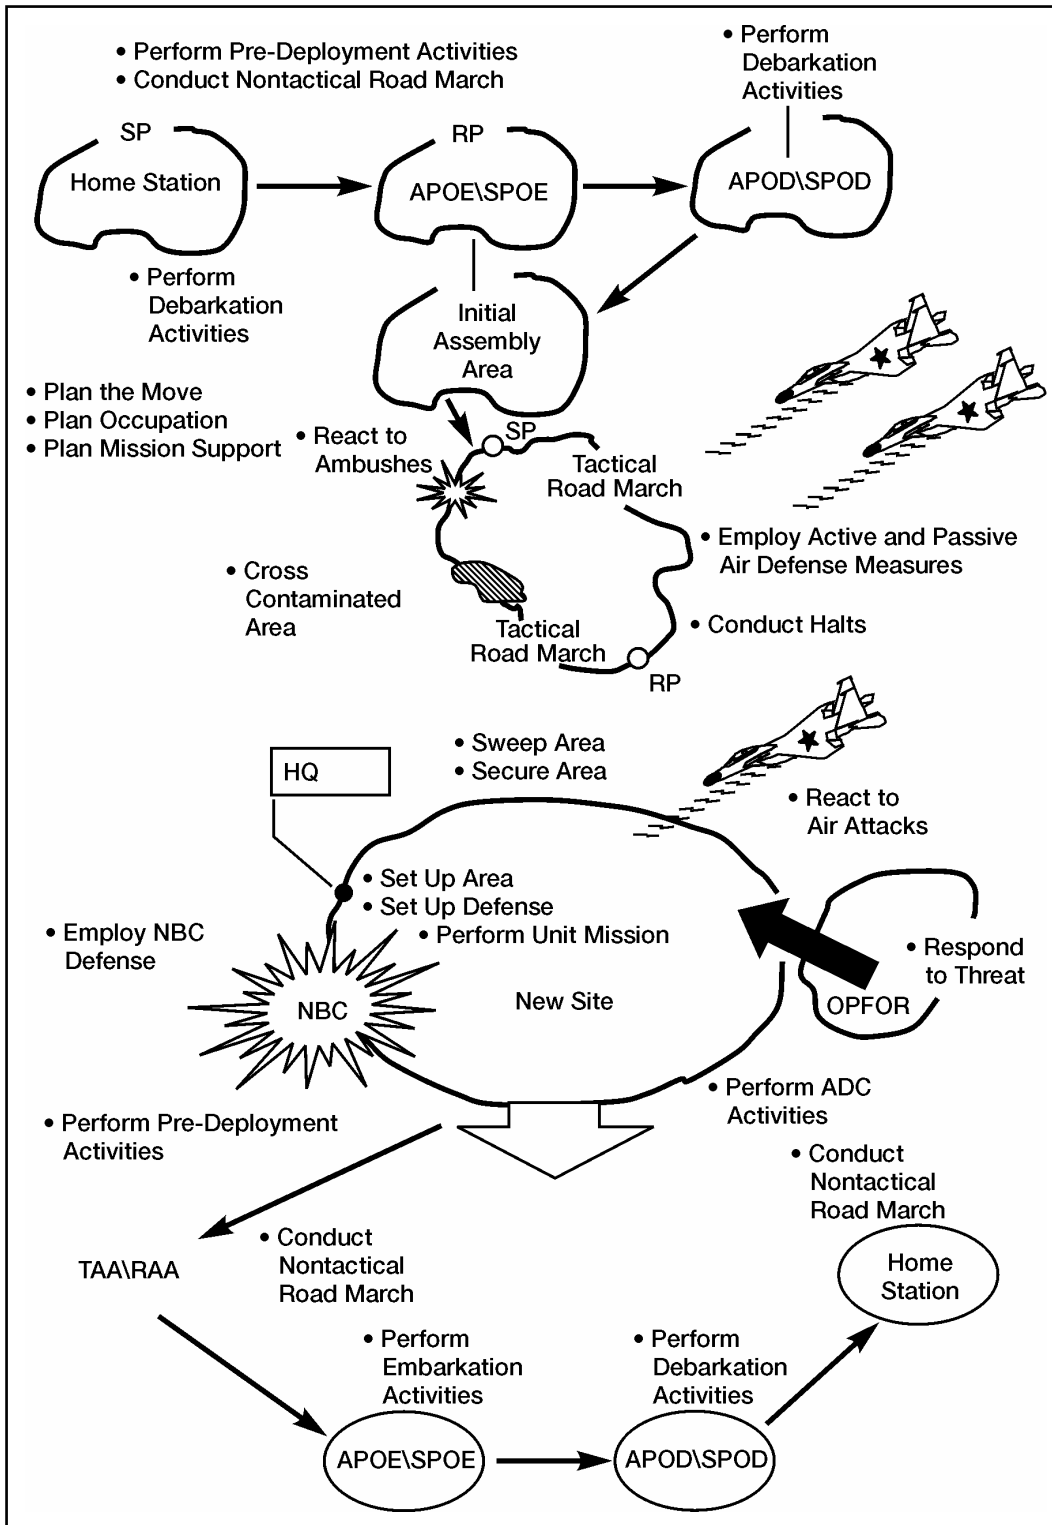 • Perform Pre-Deployment Activities
• Conduct Nontactical Road March
• Perform
Debarkation
Activities
SP
Home Station
RP
APOE\SPOE
APOD\SPOD
• Perform
Debarkation
Activities
Initial
Assembly
Area
• Plan the Move
• Plan Occupation
• Plan Mission Support
• React to
Ambushes
SP
Tactical
Road March
• Employ Active and Passive
Air Defense Measures
• Cross
Contaminated
Area
Tactical
Road March
• Conduct Halts
RP
• Sweep Area
• Secure Area
HQ
• React to
Air Attacks
• Set Up Area
• Set Up Defense
• Perform Unit Mission
• Employ NBC
Defense
• Respond
to Threat
NBC
New Site
OPFOR
• Perform ADC
Activities
• Perform Pre-Deployment
Activities
• Conduct
Nontactical
Road March
• Conduct
Nontactical
Road March
TAA\RAA
Home
Station
• Perform
Embarkation
Activities
• Perform
Debarkation
Activities
APOE\SPOE
APOD\SPOD